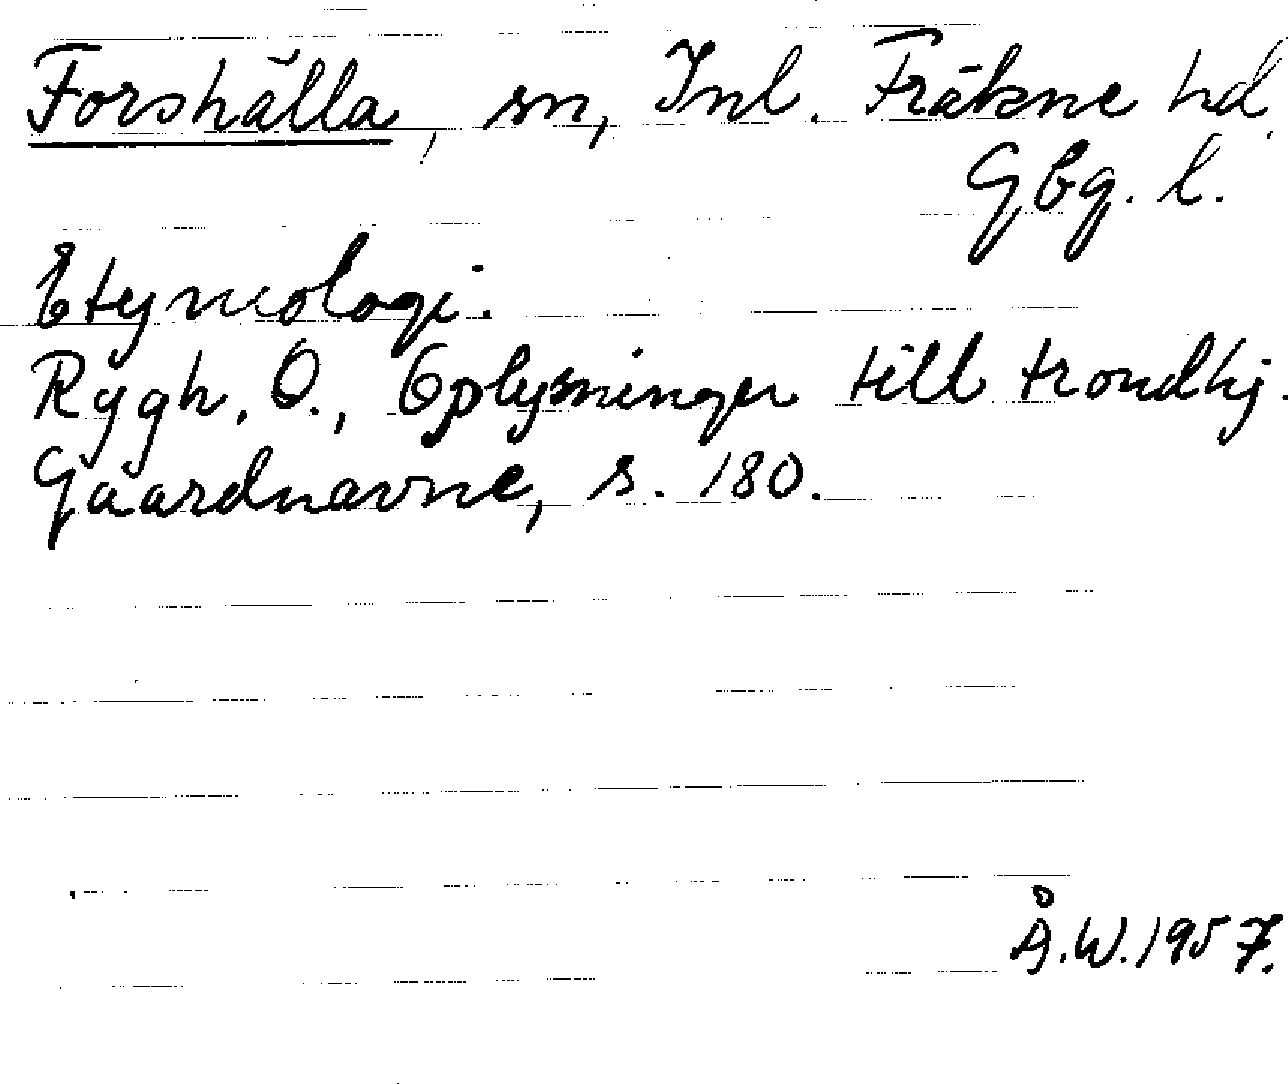 Forshälla, sn, Inl. Fräkne hd.
Gbg. l.
Etymologi.
Rygh, O., Oplysninger till trondhj.
Gaardnavne, s. 180.
Å.W. 1957.